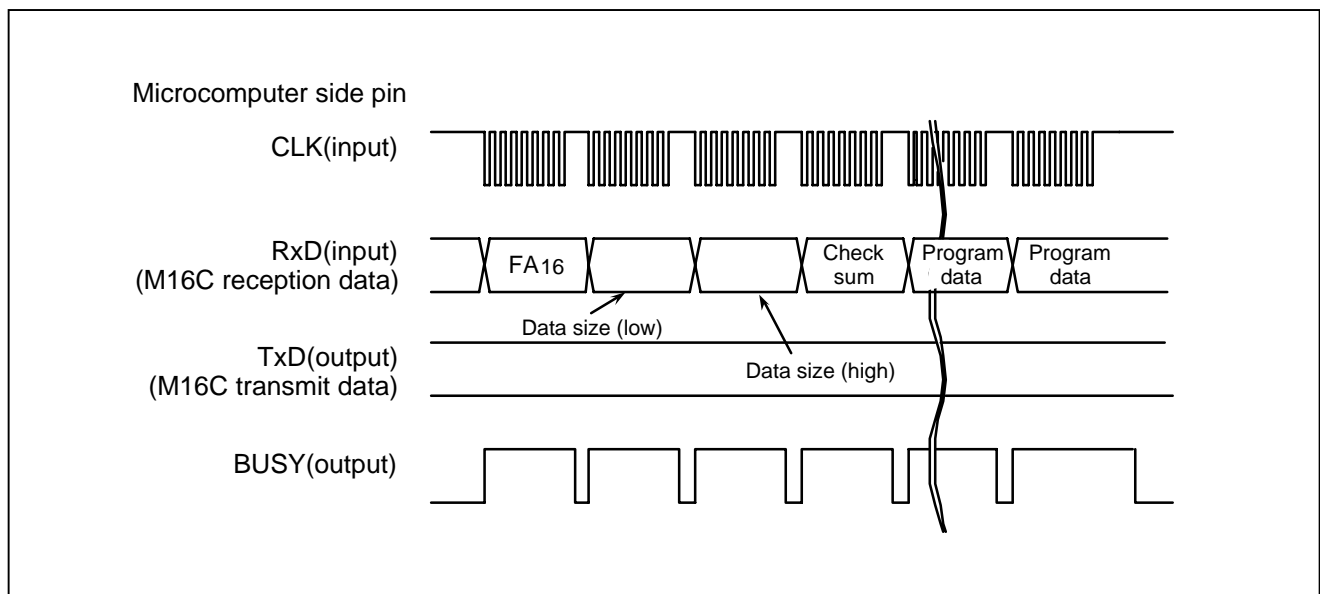 Microcomputer side pin
CLK(input)
RxD(input)
(M16C reception data)
FA16
Check
sum
Program
data
Program
data
Data size (low)
Data size (high)
TxD(output)
(M16C transmit data)
BUSY(output)